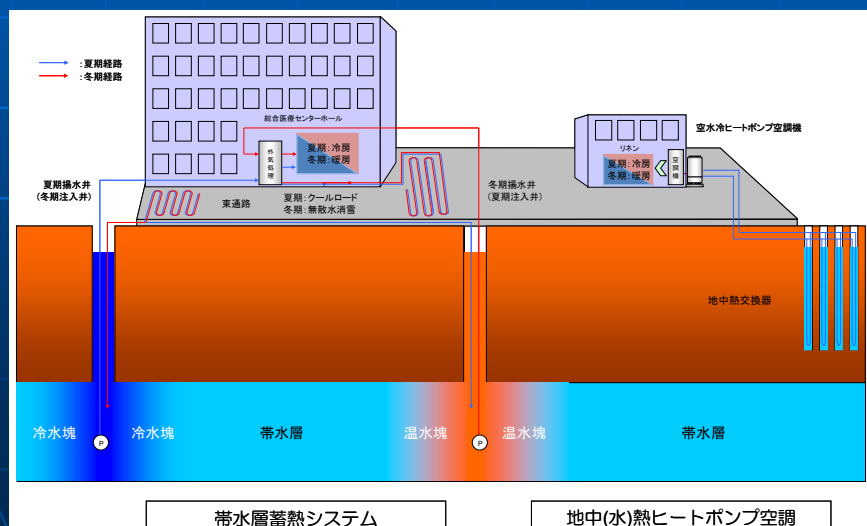 ：夏期経路
：冬期経路
総合医療センターホール
外気処理
夏期：冷房
冬期：暖房
夏期揚水井
(冬期注入井)
東通路
夏期：クールロード
冬期：無散水消雪
冬期揚水井
(夏期注入井)
空水冷ヒートポンプ空調機
リネン
夏期：冷房
冬期：暖房
空調機
地中熱交換器
冷水塊
P
冷水塊
帯水層
温水塊
P
温水塊
帯水層
帯水層蓄熱システム
地中(水)熱ヒートポンプ空調